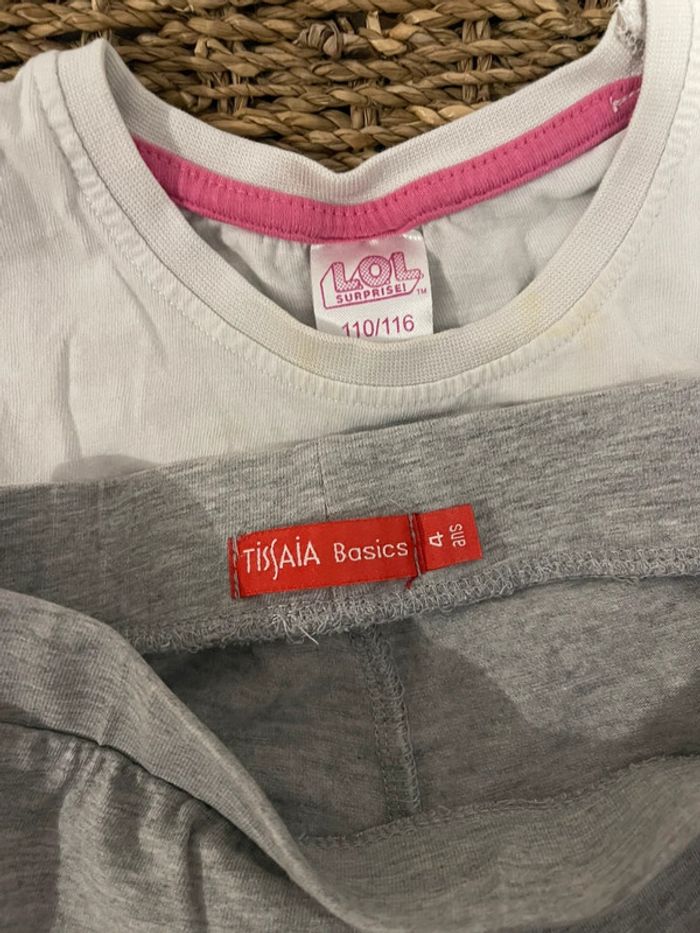 L.O.L
SURPRISE!™
110/116
TISSAIA Basics
4
ans